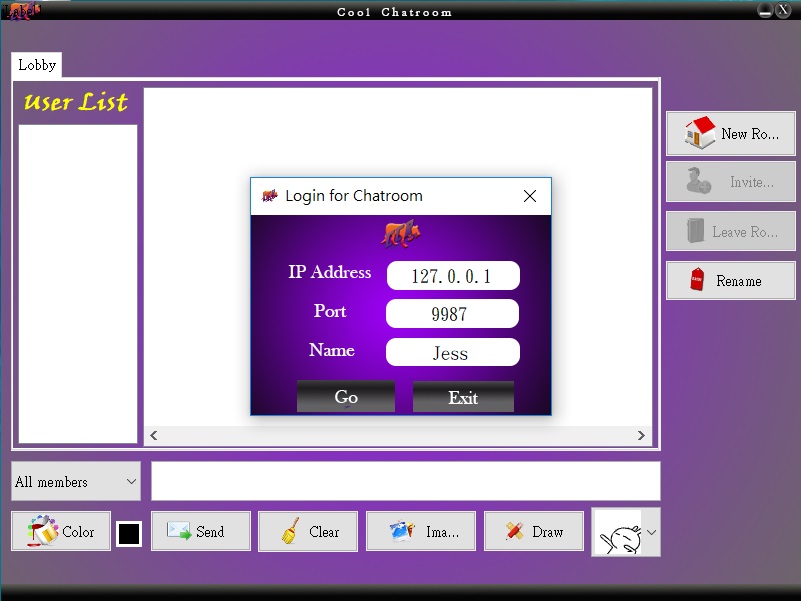 Label1
Cool Chatroom
Lobby
User List
New Ro...
Invite...
Leave Ro...
Rename
Login for Chatroom
IP Address
127.0.0.1
Port
9987
Name
Jess
Go
Exit
All members
Color
Send
Clear
Ima...
Draw